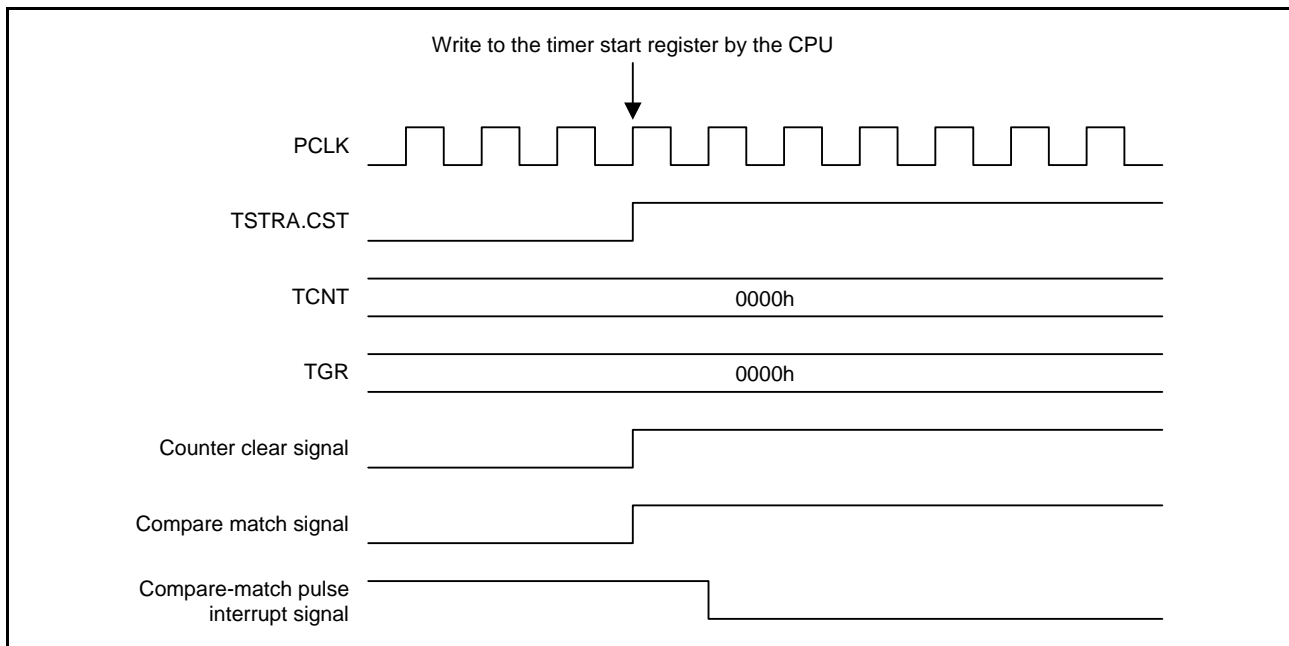 Write to the timer start register by the CPU
PCLK
TSTRA.CST
TCNT
0000h
TGR
0000h
Counter clear signal
Compare match signal
Compare-match pulse
interrupt signal